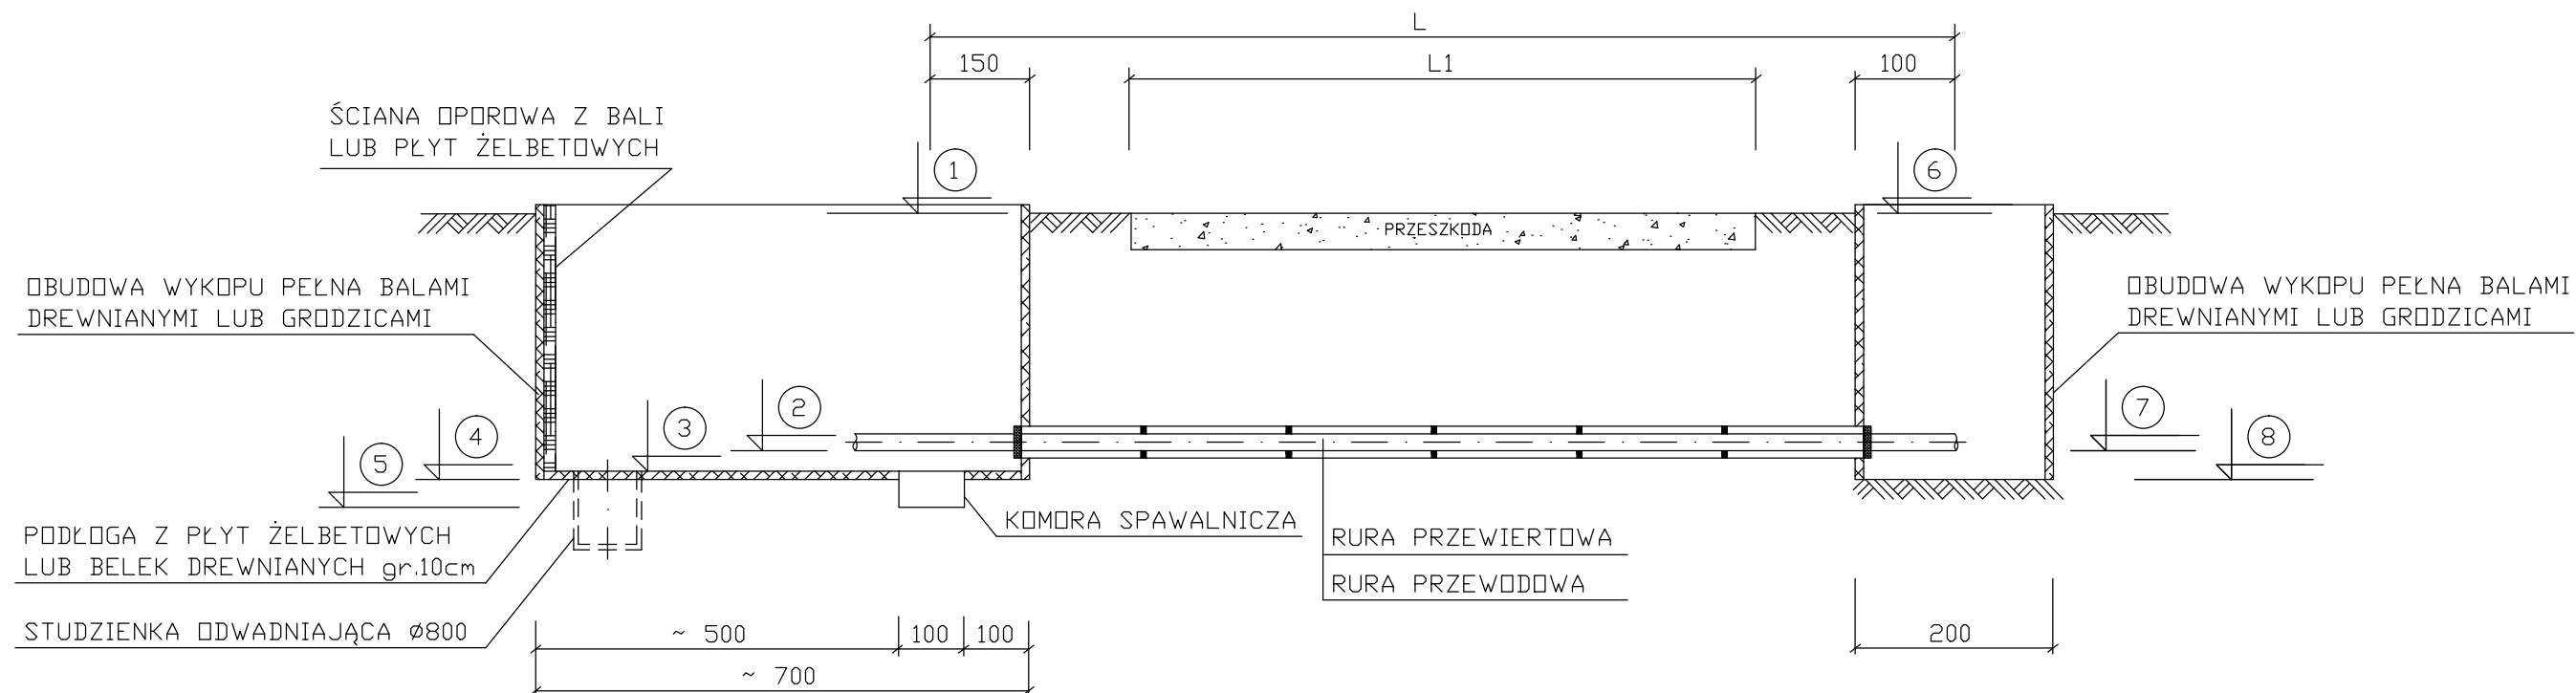 L
150
L1
100
ŚCIANA OPOROWA Z BALI
LUB PŁYT ŻELBETOWYCH
1
6
PRZESZKODA
OBUDOWA WYKOPU PEŁNA BALAMI
DREWNIANYMI LUB GRODZICAMI
OBUDOWA WYKOPU PEŁNA BALAMI
DREWNIANYMI LUB GRODZICAMI
2
3
4
5
7
8
KOMORA SPAWALNICZA
PODŁOGA Z PŁYT ŻELBETOWYCH
LUB BELEK DREWNIANYCH gr.10cm
RURA PRZEWIERTOWA
RURA PRZEWODOWA
STUDZIENKA ODWADNIAJĄCA Ø800
~ 500
100
100
200
~ 700